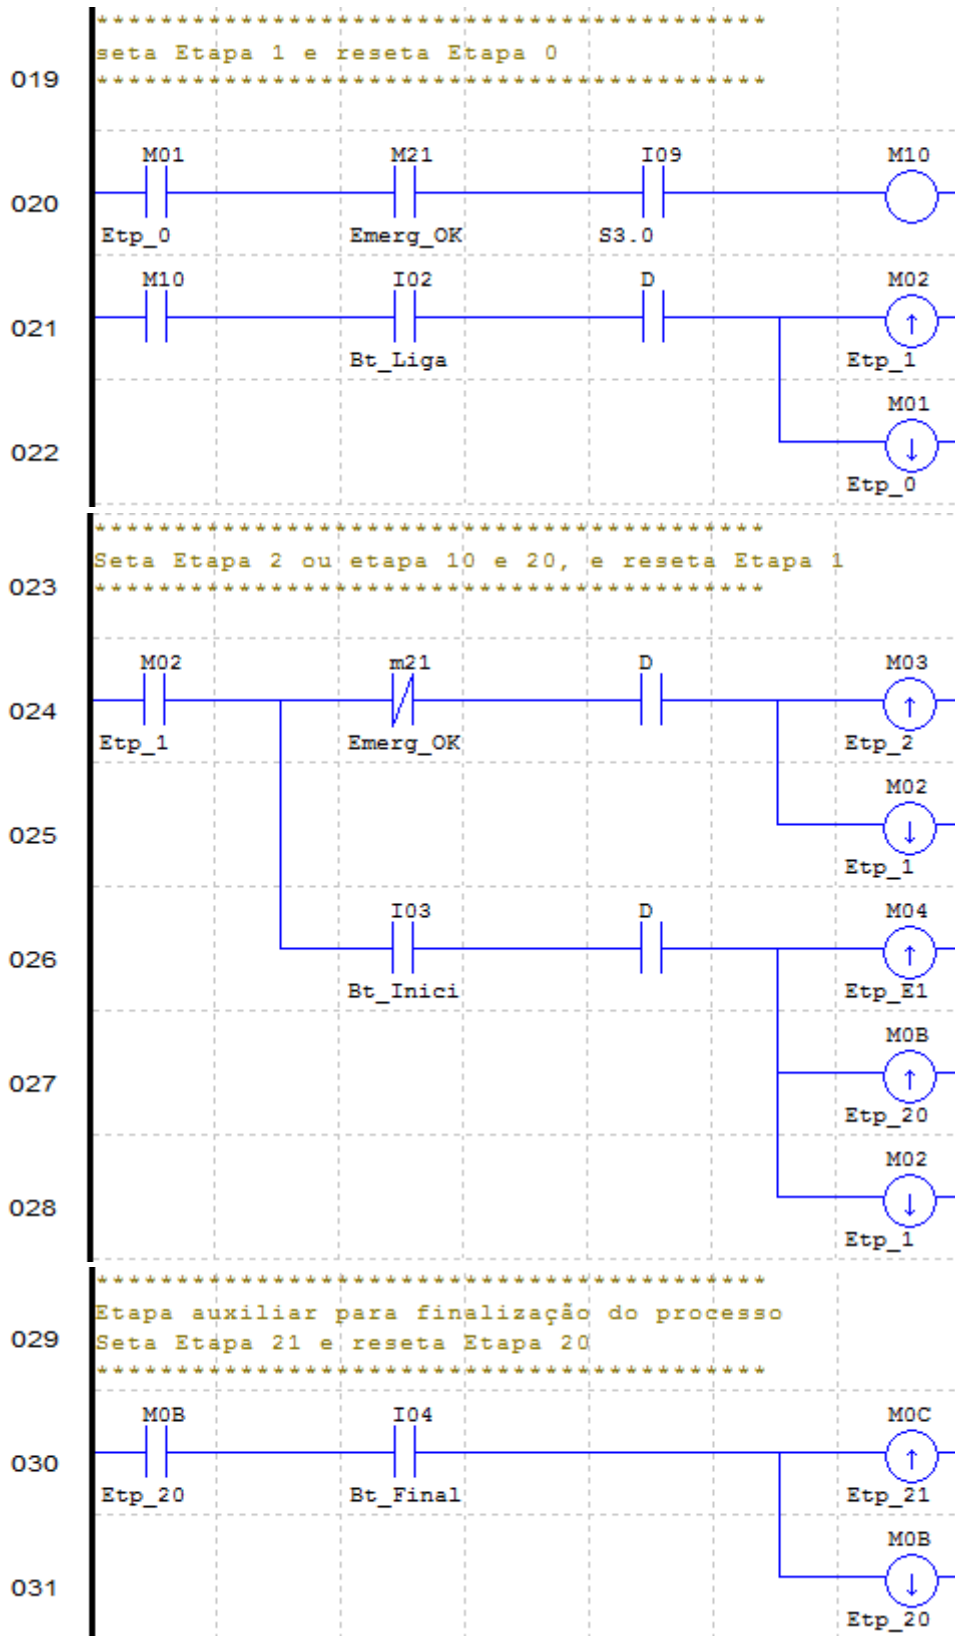 ****************************************
seta Etapa 1 e reseta Etapa 0
019
****************************************
M01 M21 I09 M10
020
Etp_0 Emerg_OK S3.0
M10 I02 D M02
021
Bt_Liga Etp_1
M01
022
Etp_0
****************************************
Seta Etapa 2 ou etapa 10 e 20, e reseta Etapa 1
023
****************************************
M02 m21 D M03
024
Etp_1 Emerg_OK Etp_2
M02
025
Etp_1
I03 D M04
026
Bt_Inici Etp_E1
M0B
027
Etp_20
M02
028
Etp_1
****************************************
Etapa auxiliar para finalização do processo
029
Seta Etapa 21 e reseta Etapa 20
****************************************
M0B I04 M0C
030
Etp_20 Bt_Final Etp_21
M0B
031
Etp_20